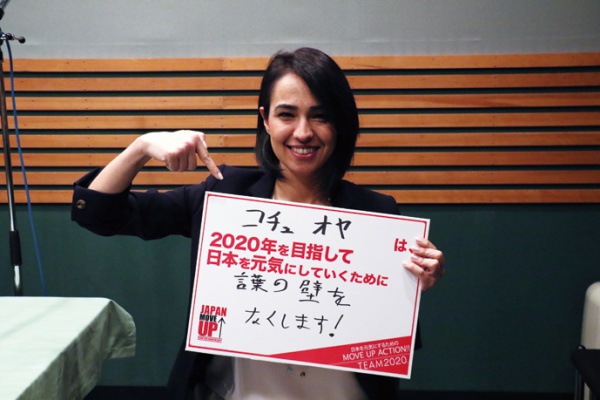 コチュ オヤ は、
2020年を目指して
日本を元気にしていくために
言葉の壁を
なくします!
JAPAN
MOVE
UP
日本を元気にするための
MOVE UP ACTION!!
TEAM2020